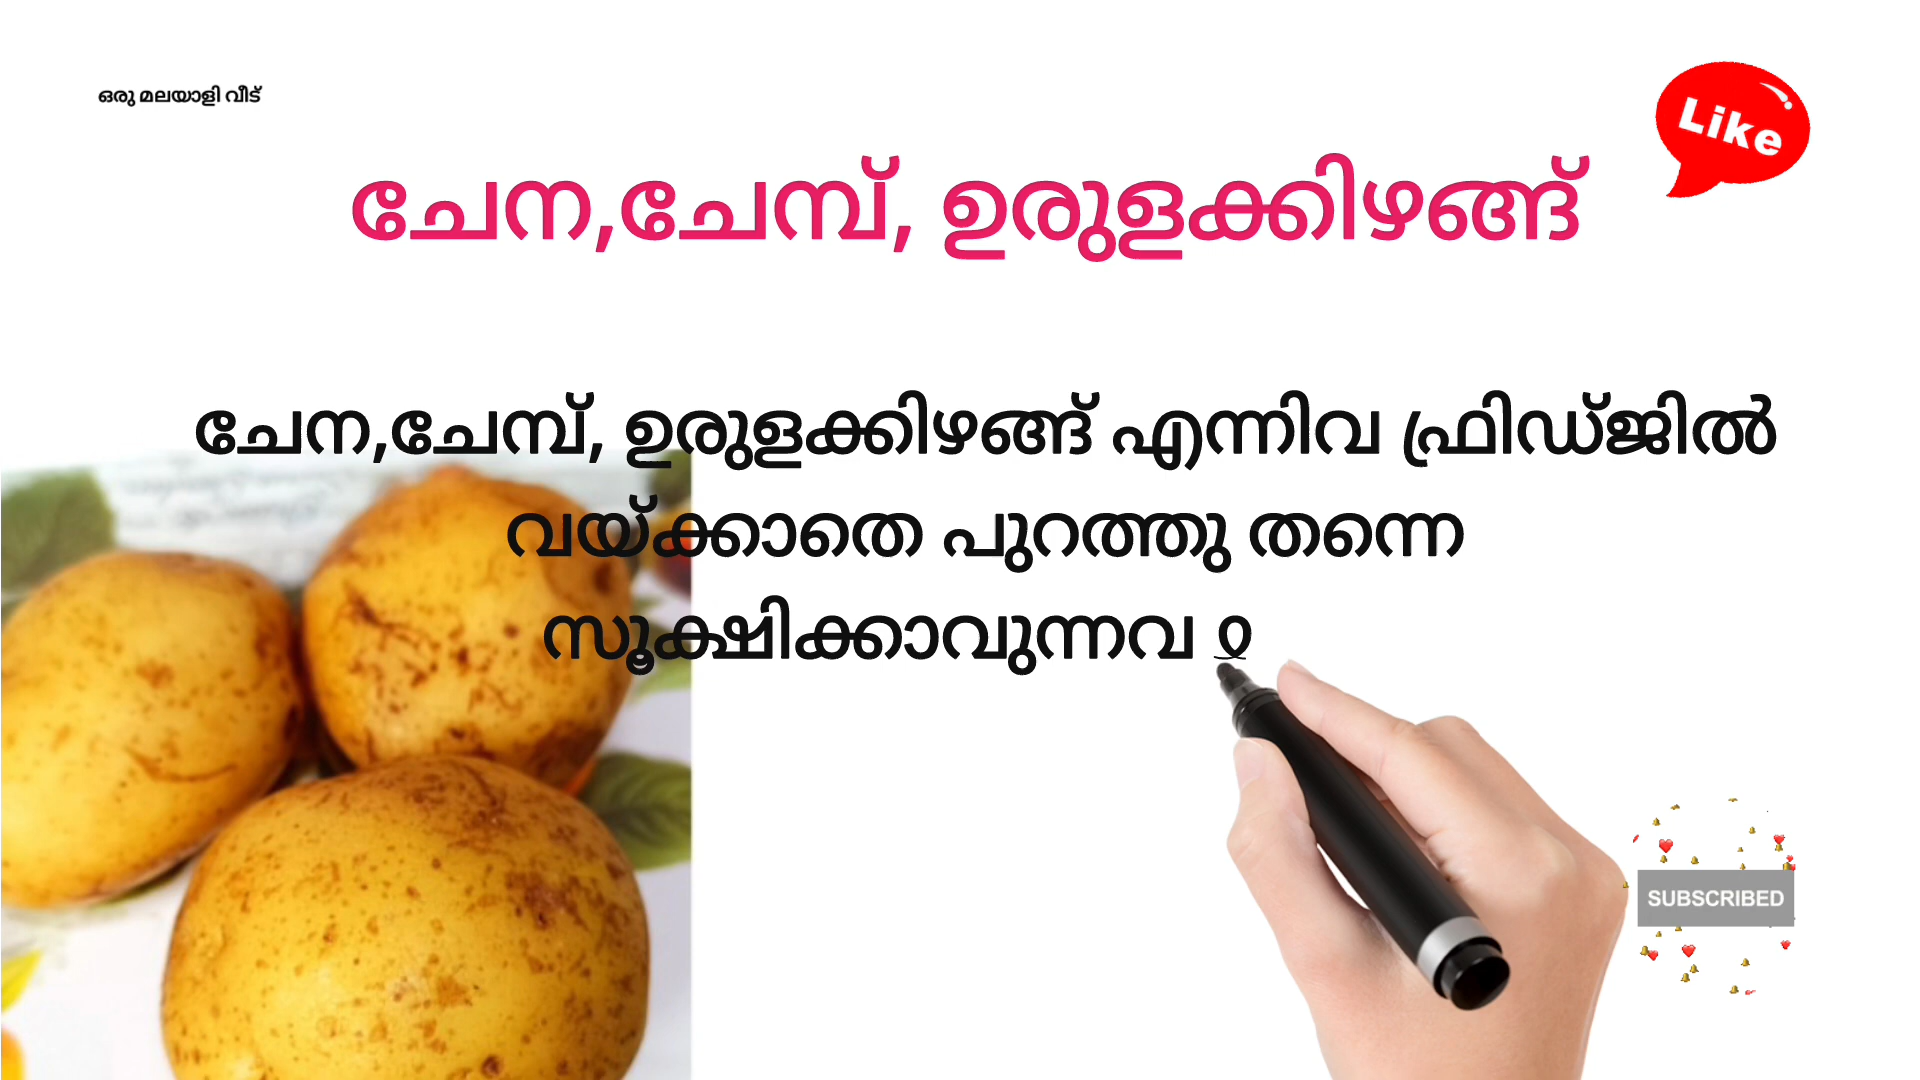 ഒരു മലയാളി വീട്
Like
ചേന,ചേമ്പ്, ഉരുളക്കിഴങ്ങ്
ചേന,ചേമ്പ്, ഉരുളക്കിഴങ്ങ് എന്നിവ ഫ്രിഡ്ജിൽ
വയ്ക്കാതെ പുറത്തു തന്നെ
സൂക്ഷിക്കാവുന്നവ
SUBSCRIBED